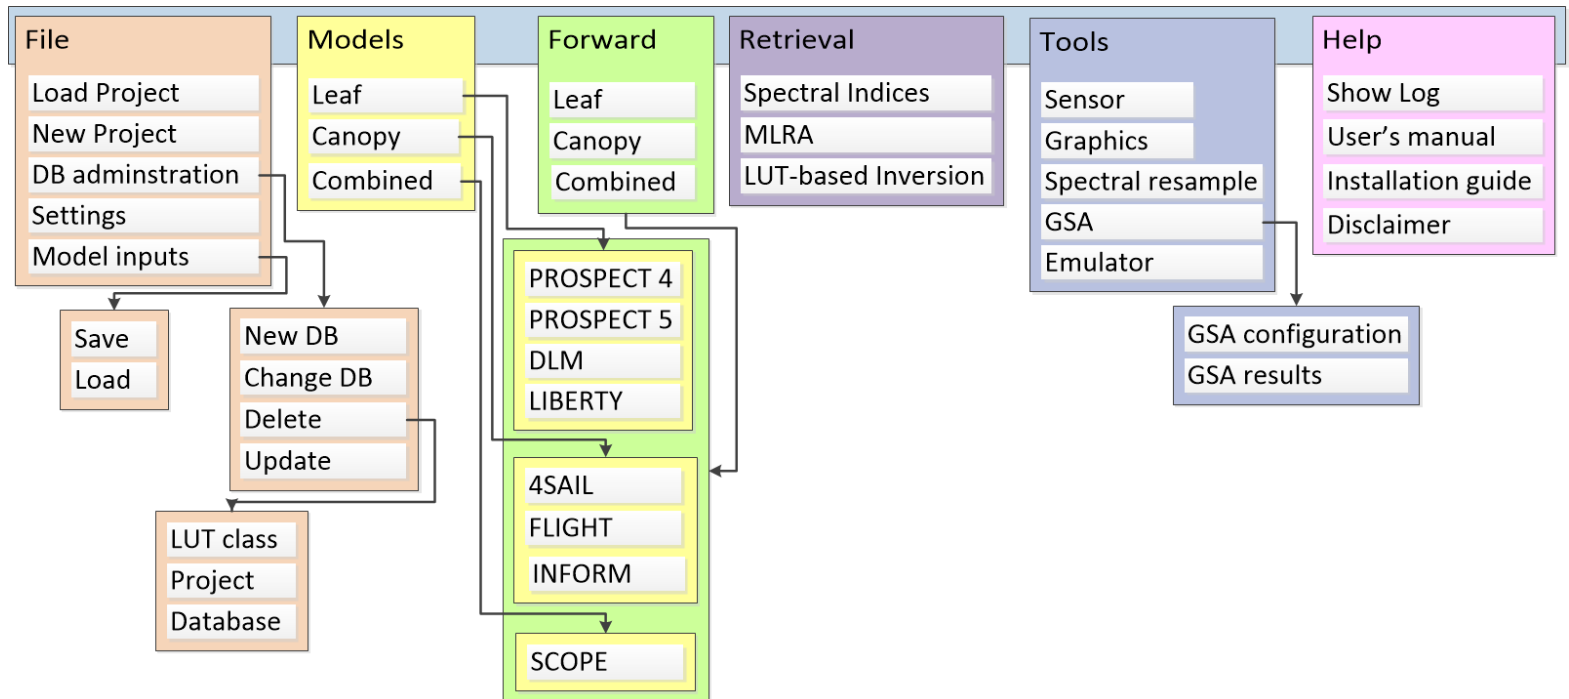 File
Load Project
New Project
DB adminstration
Settings
Model inputs
Save
Load
New DB
Change DB
Delete
Update
LUT class
Project
Database
Models
Leaf
Canopy
Combined
Forward
Leaf
Canopy
Combined
PROSPECT 4
PROSPECT 5
DLM
LIBERTY
4SAIL
FLIGHT
INFORM
SCOPE
Retrieval
Spectral Indices
MLRA
LUT-based Inversion
Tools
Sensor
Graphics
Spectral resample
GSA
Emulator
GSA configuration
GSA results
Help
Show Log
User’s manual
Installation guide
Disclaimer